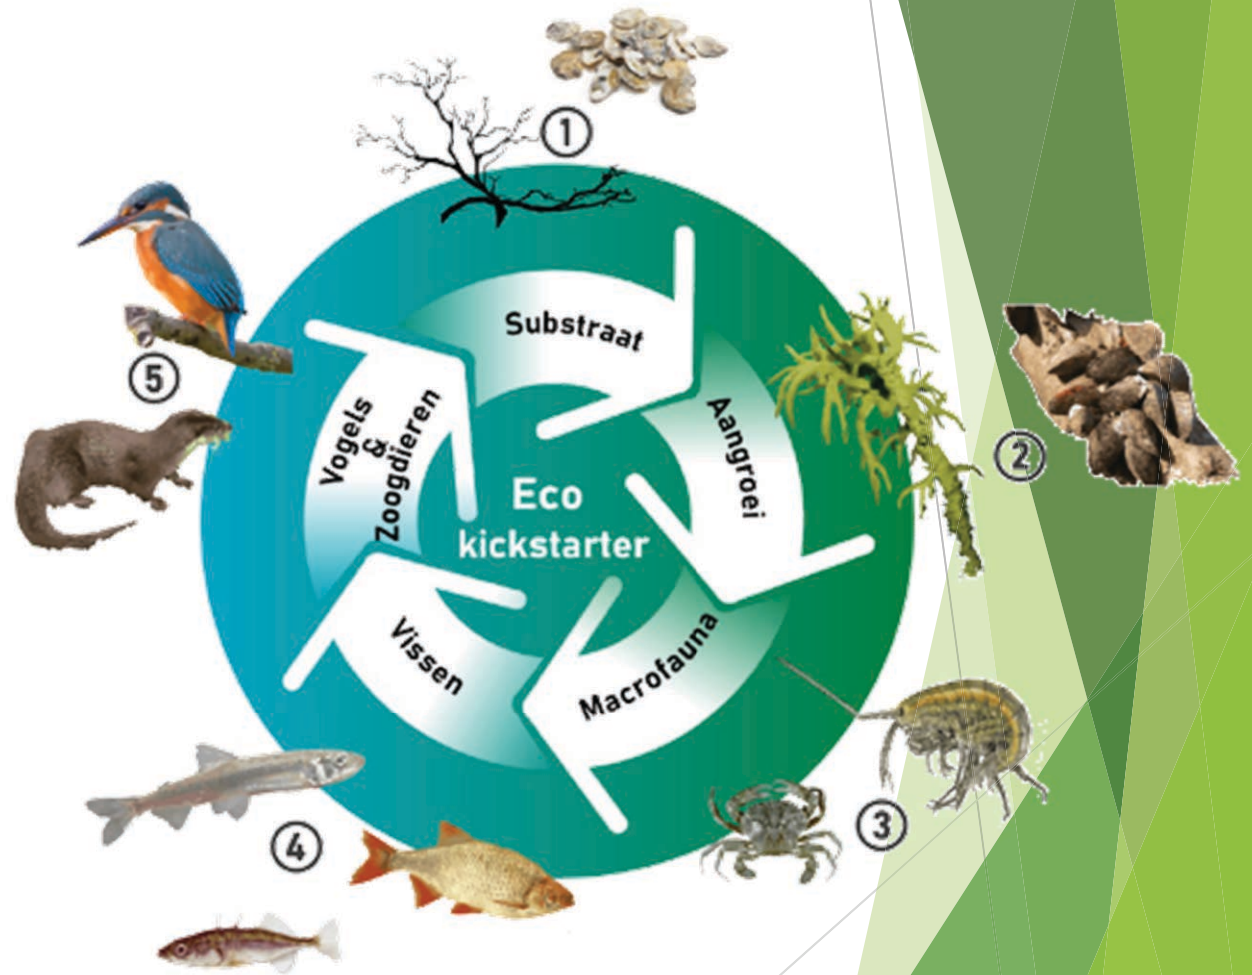 1
Substraat
Aangroei
2
Macrofauna
3
Vissen
4
Vogels
&
Zoogdieren
5
Eco
kickstarter